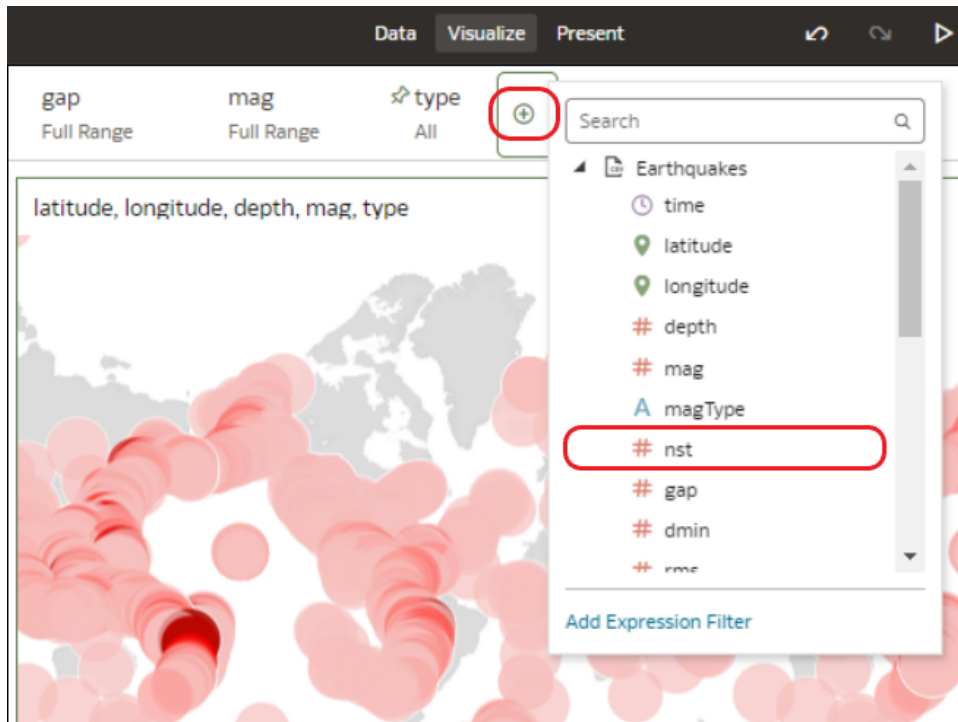 Data Visualize Present
gap mag type
Full Range Full Range All
Search
Earthquakes
time
latitude, longitude, depth, mag, type
latitude
longitude
depth
mag
A magType
nst
gap
dmin
rms
Add Expression Filter